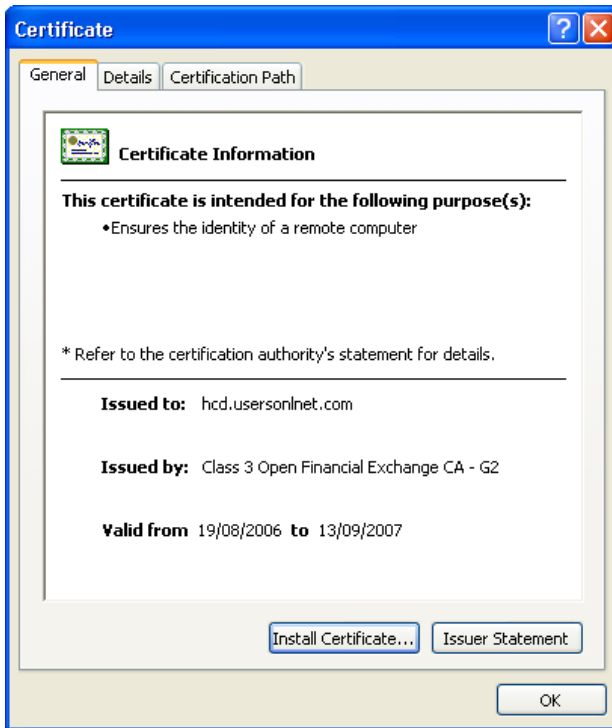 Certificate
General Details Certification Path
Certificate Information
This certificate is intended for the following purpose(s):
•Ensures the identity of a remote computer
* Refer to the certification authority's statement for details.
Issued to: hcd.usersonlnet.com
Issued by: Class 3 Open Financial Exchange CA - G2
Valid from 19/08/2006 to 13/09/2007
Install Certificate... Issuer Statement
OK